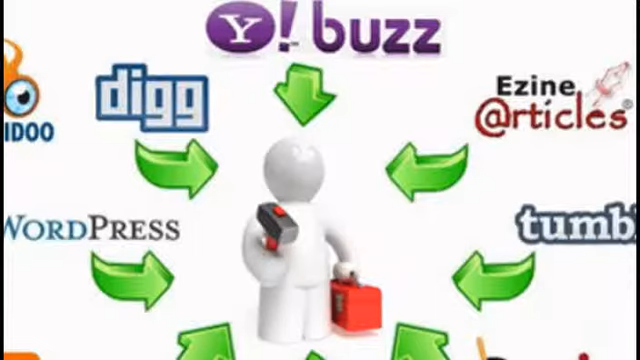 Y! buzz
digg
Ezine
@rticles®
IDOO
WORDPRESS
tumbl